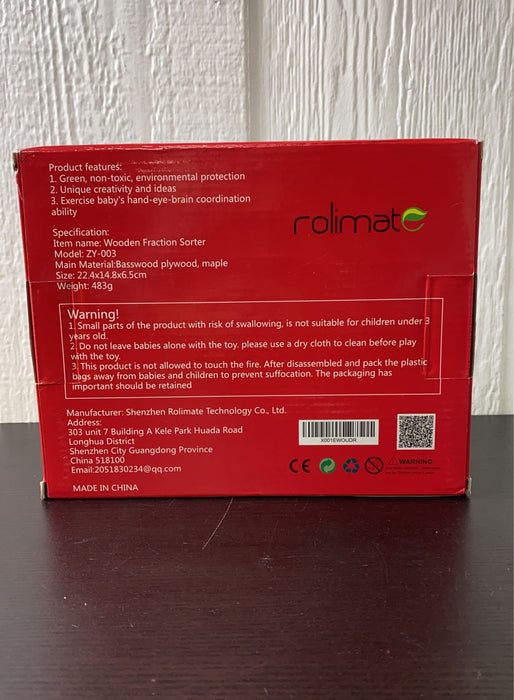 Product features:
1. Green, non-toxic, environmental protection
2. Unique creativity and ideas
3. Exercise baby's hand-eye-brain coordination
ability
rolimate
Specification:
Item name: Wooden Fraction Sorter
Model: ZY-003
Main Material:Basswood plywood, maple
Size: 22.4x14.8x6.5cm
Weight: 483g
Warning!
1. Small parts of the product with risk of swallowing, is not suitable for children under 3
years old.
2. Do not leave babies alone with the toy. please use a dry cloth to clean before play
with the toy.
3. This product is not allowed to touch the fire. After disassembled and pack the plastic
bags away from babies and children to prevent suffocation. The packaging has
important should be retained
Manufacturer: Shenzhen Rolimate Technology Co., Ltd.
Address:
303 unit 7 Building A Kele Park Huada Road
Longhua District
Shenzhen City Guangdong Province
China 518100
Email:2051830234@qq.com
MADE IN CHINA
X001EWOUDR
CE
WARNING: